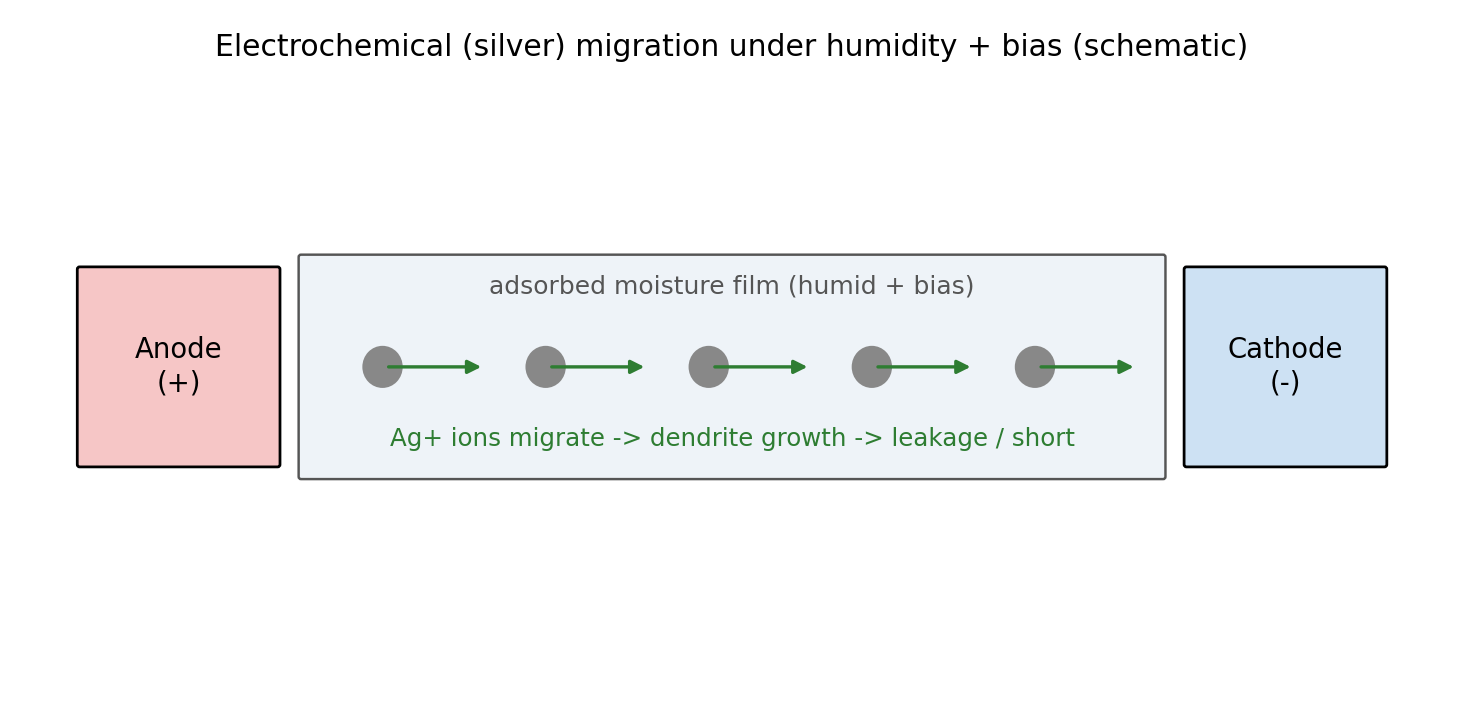 Electrochemical (silver) migration under humidity + bias (schematic)
adsorbed moisture film (humid + bias)
Anode
(+)
Cathode
(-)
Ag+ ions migrate -> dendrite growth -> leakage / short